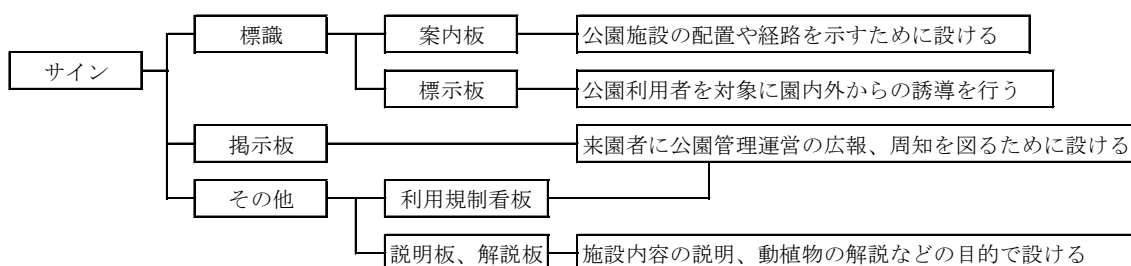 標識
案内板
公園施設の配置や経路を示すために設ける
サイン
標示板
公園利用者を対象に園内外からの誘導を行う
掲示板
来園者に公園管理運営の広報、周知を図るために設ける
その他
利用規制看板
説明板、解説板
施設内容の説明、動植物の解説などの目的で設ける